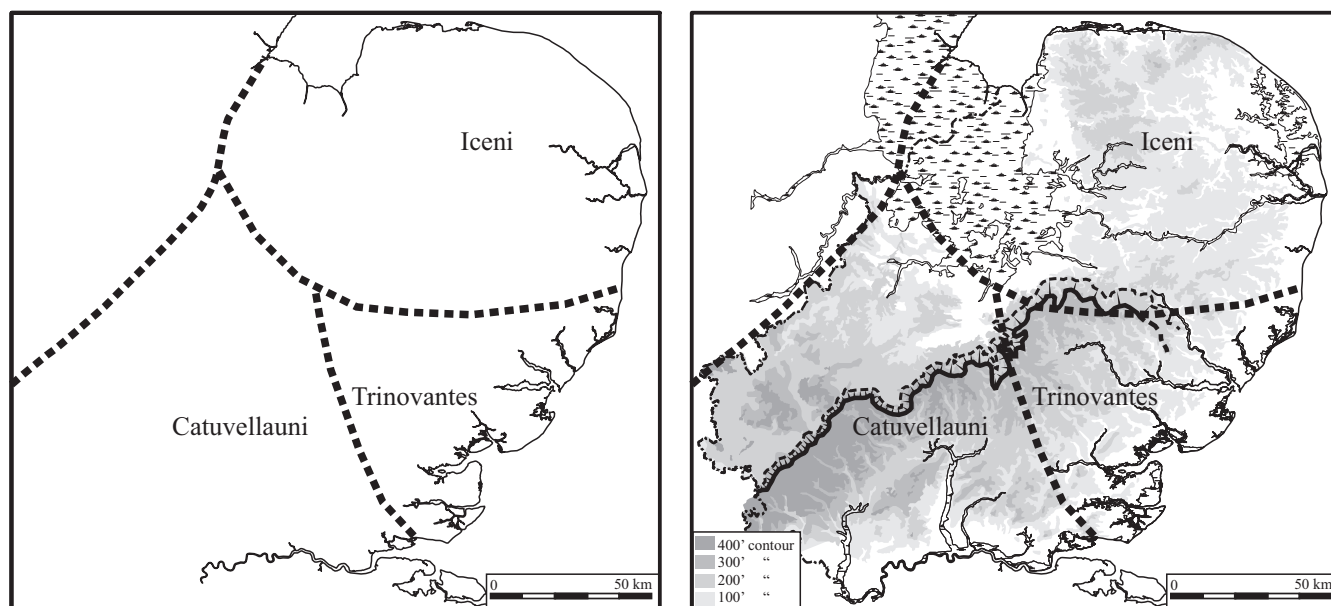 Iceni
Trinovantes
Catuvellauni
0 50 km
Iceni
Trinovantes
Catuvellauni
400' contour
300' “
200' “
100' “
0 50 km